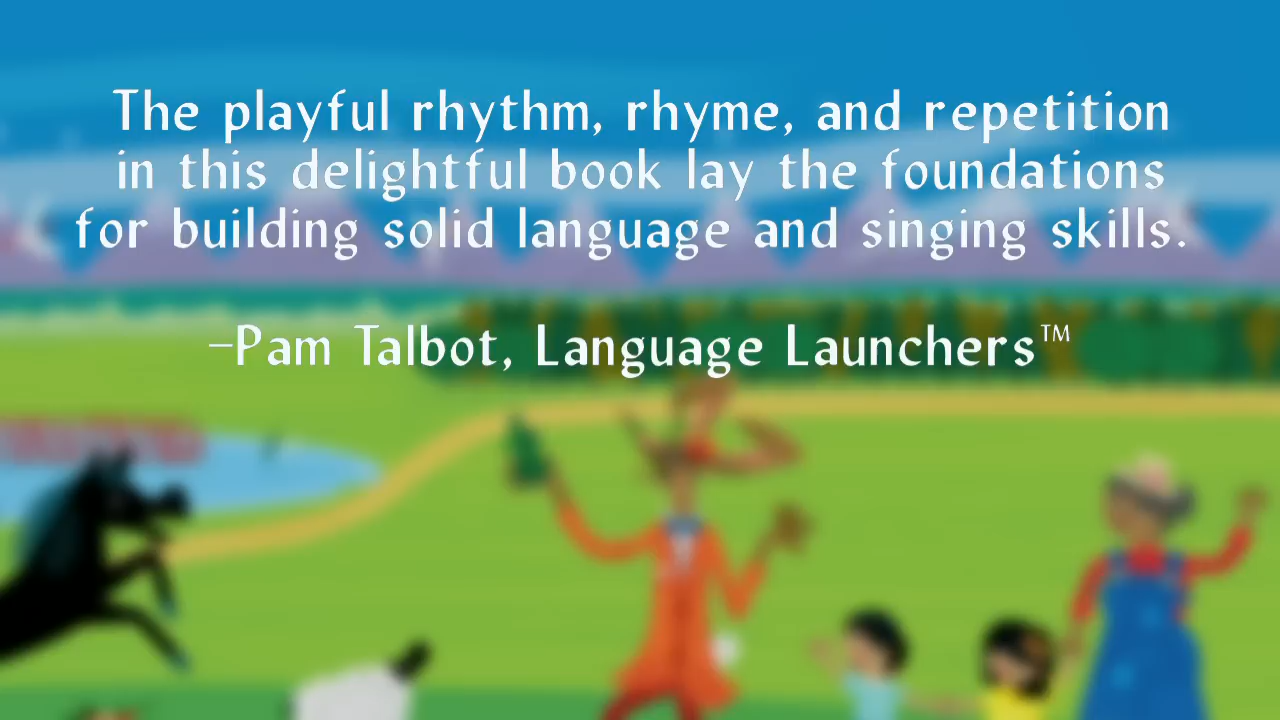 The playful rhythm, rhyme, and repetition
in this delightful book lay the foundations
for building solid language and singing skills.
–Pam Talbot, Language Launchers™